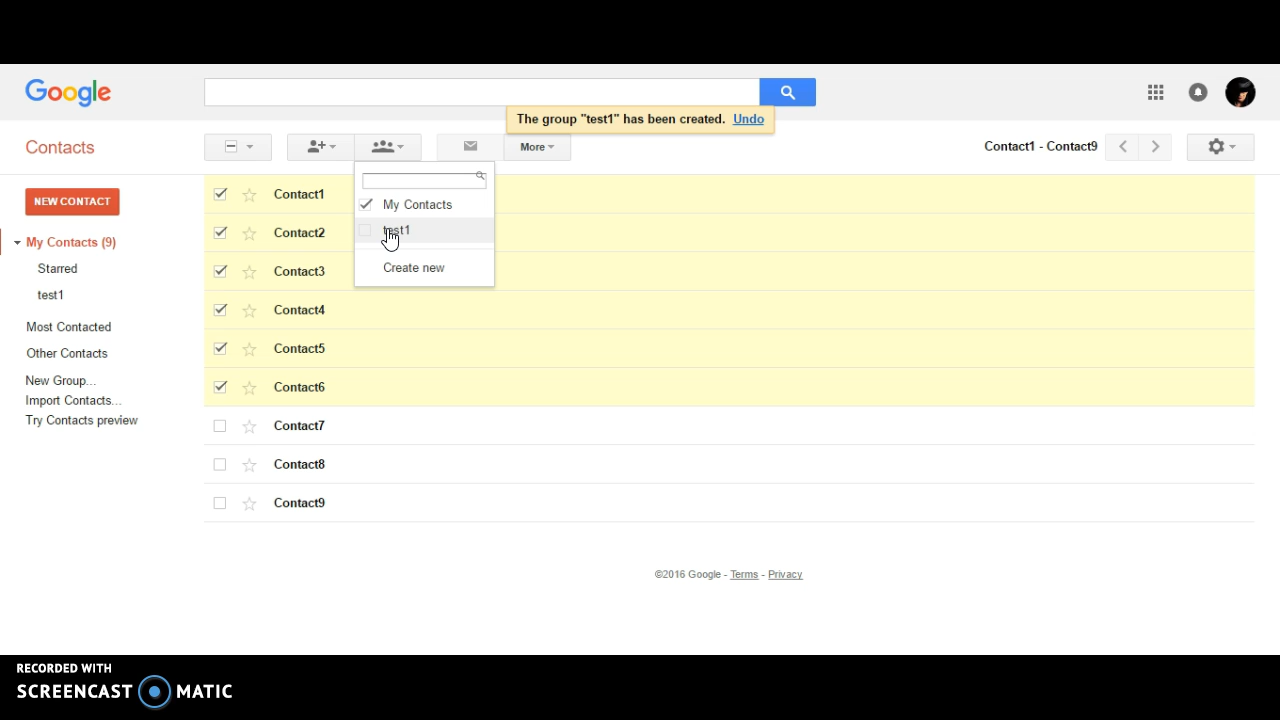 Google
The group "test1" has been created. Undo
Contacts
More
Contact1 - Contact9
NEW CONTACT
My Contacts (9)
Starred
test1
Most Contacted
Other Contacts
New Group...
Import Contacts...
Try Contacts preview
My Contacts
test1
Create new
Contact1
Contact2
Contact3
Contact4
Contact5
Contact6
Contact7
Contact8
Contact9
©2016 Google - Terms - Privacy
RECORDED WITH
SCREENCAST MATIC